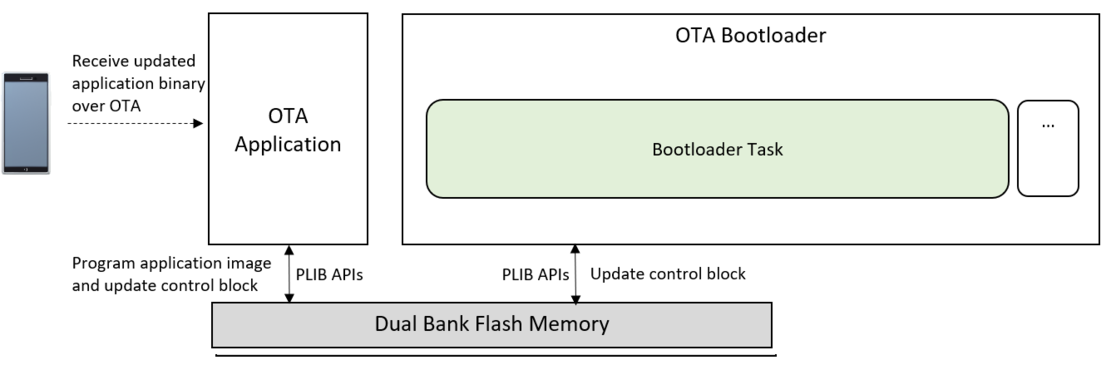 Receive updated
application binary
over OTA
OTA
Application
OTA Bootloader
Bootloader Task
...
Program application image
and update control block
PLIB APIs
PLIB APIs
Update control block
Dual Bank Flash Memory